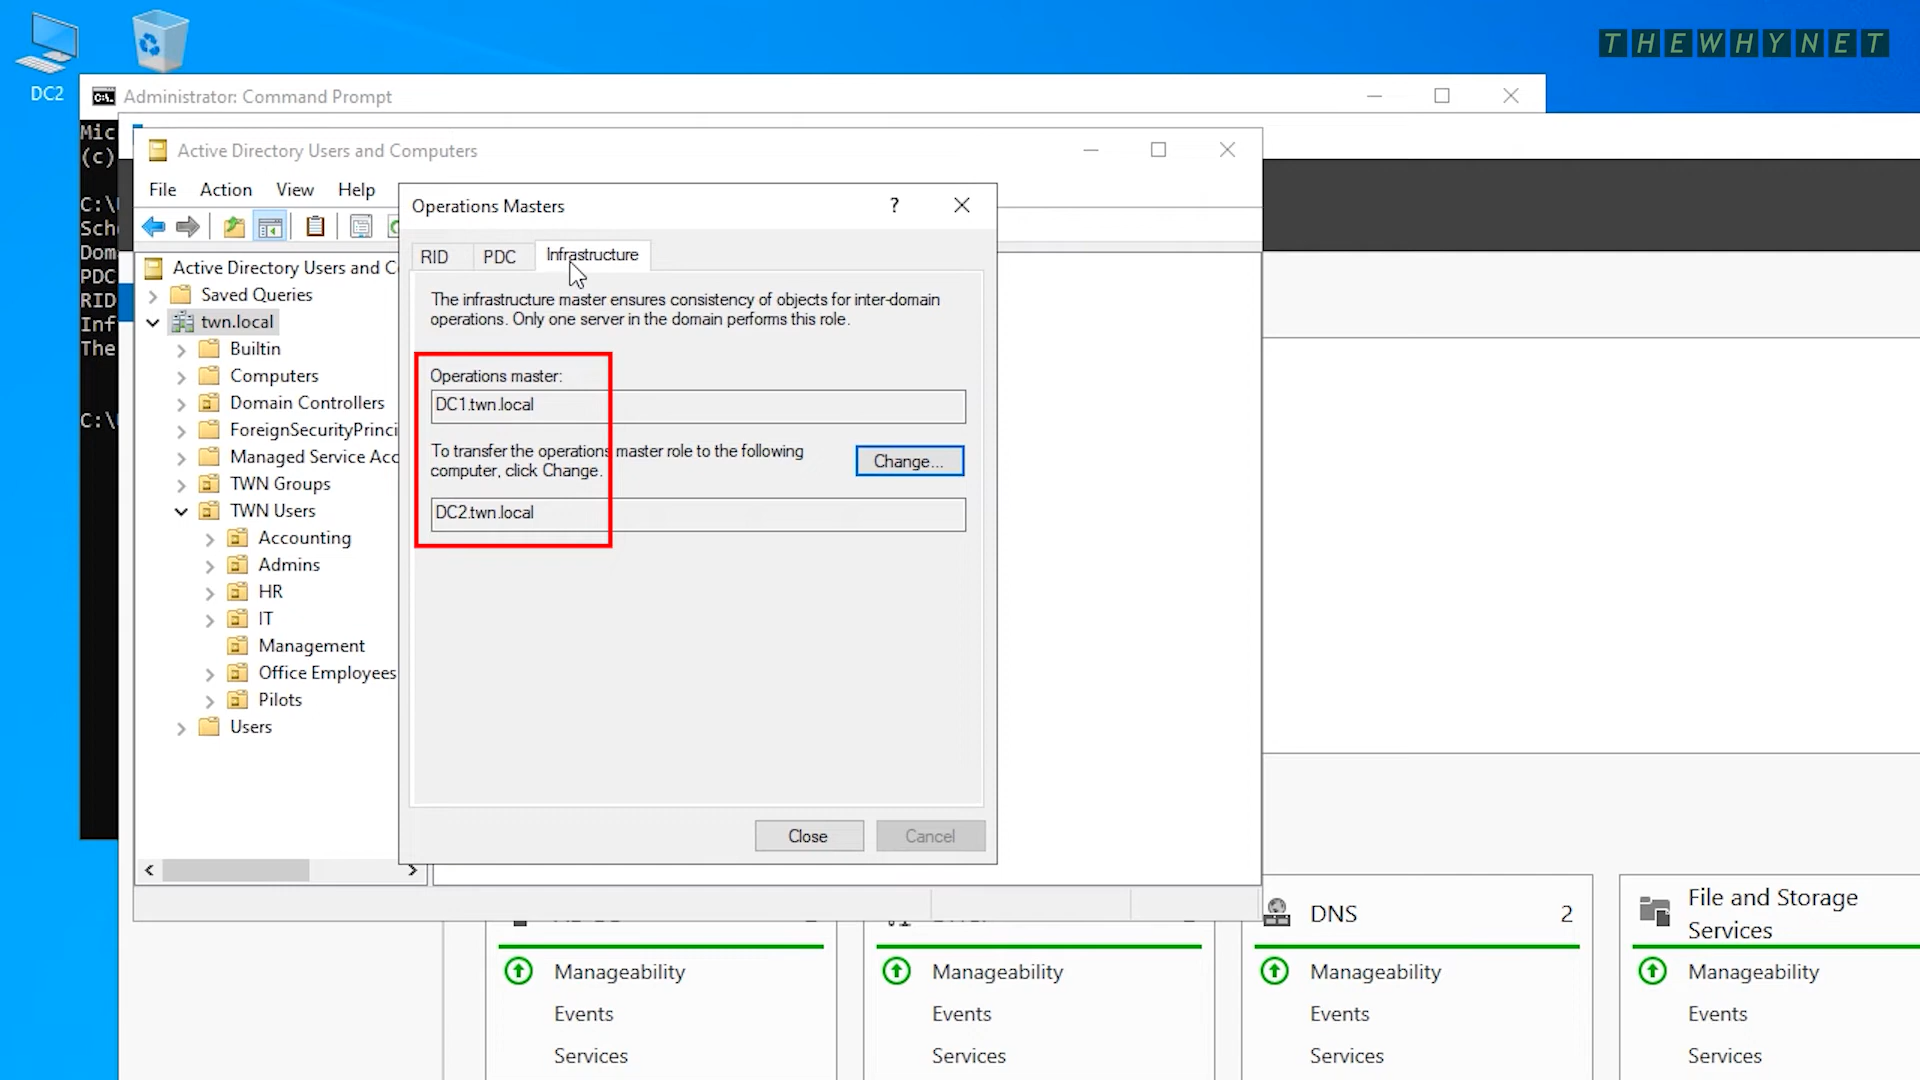 THEWHYNET
DC2
Administrator: Command Prompt
Mic
(c)
C:\
Sch
Dom
PDC
RID
Inf
The
C:\
Active Directory Users and Computers
File Action View Help
Active Directory Users and C
Saved Queries
twn.local
Builtin
Computers
Domain Controllers
ForeignSecurityPrinci
Managed Service Acc
TWN Groups
TWN Users
Accounting
Admins
HR
IT
Management
Office Employees
Pilots
Users
Operations Masters
RID PDC Infrastructure
The infrastructure master ensures consistency of objects for inter-domain
operations. Only one server in the domain performs this role.
Operations master:
DC1.twn.local
To transfer the operations master role to the following
computer, click Change.
Change...
DC2.twn.local
Close Cancel
Manageability
Events
Services
Manageability
Events
Services
DNS 2
Manageability
Events
Services
File and Storage
Services
Manageability
Events
Services